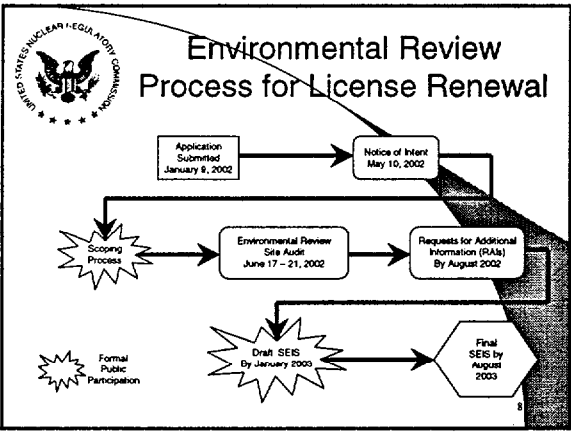 UNITED STATES NUCLEAR REGULATORY COMMISSION
Environmental Review
Process for License Renewal
Application
Submitted
January 9, 2002
Notice of Intent
May 10, 2002
Scoping
Process
Environmental Review
Site Audit
June 17 – 21, 2002
Requests for Additional
Information (RAIs)
By August 2002
Draft SEIS
By January 2003
Final
SEIS by
August
2003
Formal
Public
Participation
8